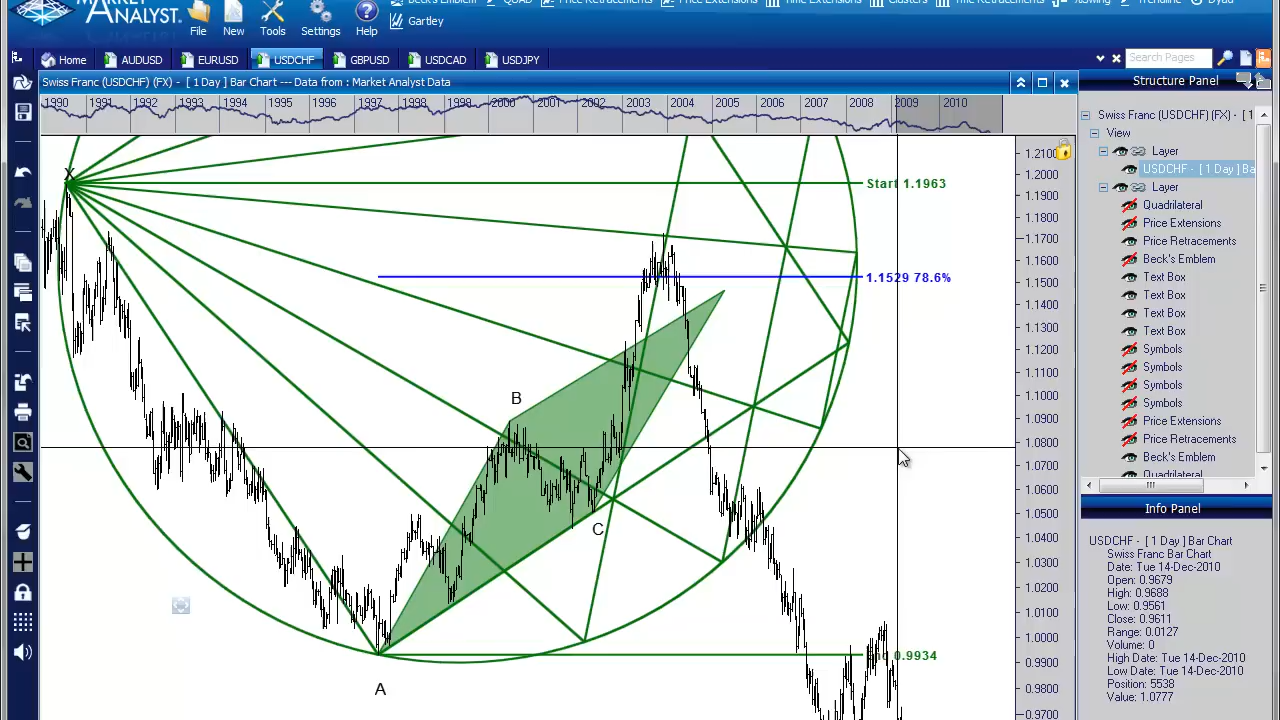 MARKET
ANALYST
File
New
Tools
Settings
Help
Beck's Emblem
QUAD
Price Retracements
Price Extensions
Time Extensions
Clusters
Time Retracements
Trendline
Dyad
Gartley
Home
AUDUSD
EURUSD
USDCHF
GBPUSD
USDCAD
USDJPY
Search Pages
Swiss Franc (USDCHF) (FX) - [ 1 Day ] Bar Chart --- Data from : Market Analyst Data
1990 1991 1992 1993 1994 1995 1996 1997 1998 1999 2000 2001 2002 2003 2004 2005 2006 2007 2008 2009 2010
X
Start 1.1963
1.1529 78.6%
B
C
0.9934
A
1.2100
1.2000
1.1900
1.1800
1.1700
1.1600
1.1500
1.1400
1.1300
1.1200
1.1100
1.1000
1.0900
1.0800
1.0700
1.0600
1.0500
1.0400
1.0300
1.0200
1.0100
1.0000
0.9900
0.9800
0.9700
Structure Panel
Swiss Franc (USDCHF) (FX) - [ 1
View
Layer
USDCHF - [ 1 Day ] Ba
Layer
Quadrilateral
Price Extensions
Price Retracements
Beck's Emblem
Text Box
Text Box
Text Box
Text Box
Symbols
Symbols
Symbols
Symbols
Price Extensions
Price Retracements
Beck's Emblem
Quadrilateral
Info Panel
USDCHF - [ 1 Day ] Bar Chart
Swiss Franc Bar Chart
Date: Tue 14-Dec-2010
Open: 0.9679
High: 0.9688
Low: 0.9561
Close: 0.9611
Range: 0.0127
Volume: 0
High Date: Tue 14-Dec-2010
Low Date: Tue 14-Dec-2010
Position: 5538
Value: 1.0777